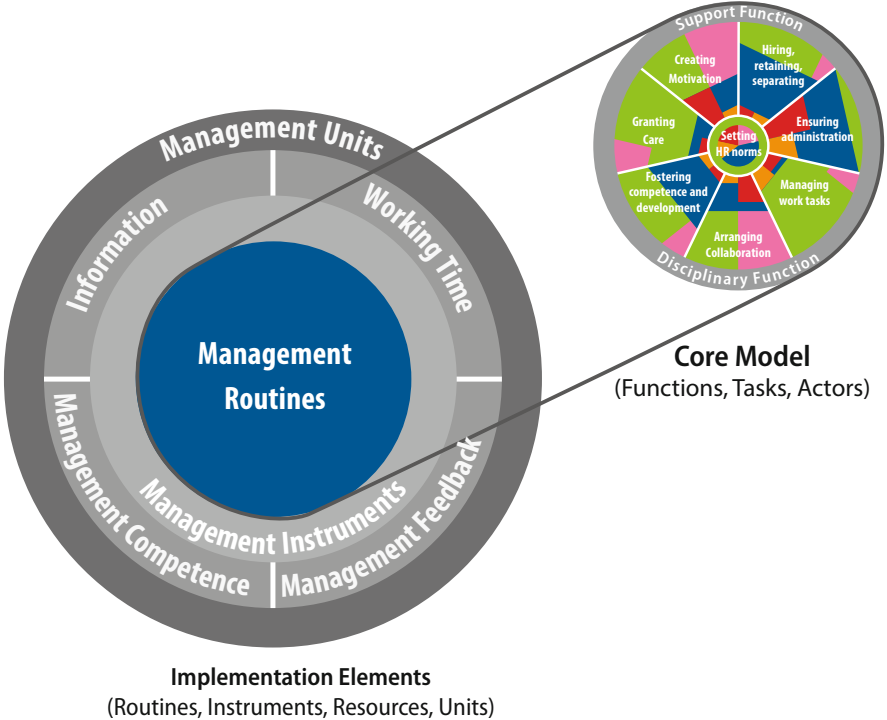 Support Function
Creating
Motivation
Hiring,
retaining,
separating
Granting
Care
Ensuring
administration
Setting
HR norms
Fostering
competence and
development
Managing
work tasks
Arranging
Collaboration
Disciplinary Function
Core Model
(Functions, Tasks, Actors)
Management Units
Information
Working Time
Management
Routines
Management Instruments
Management Competence
Management Feedback
Implementation Elements
(Routines, Instruments, Resources, Units)